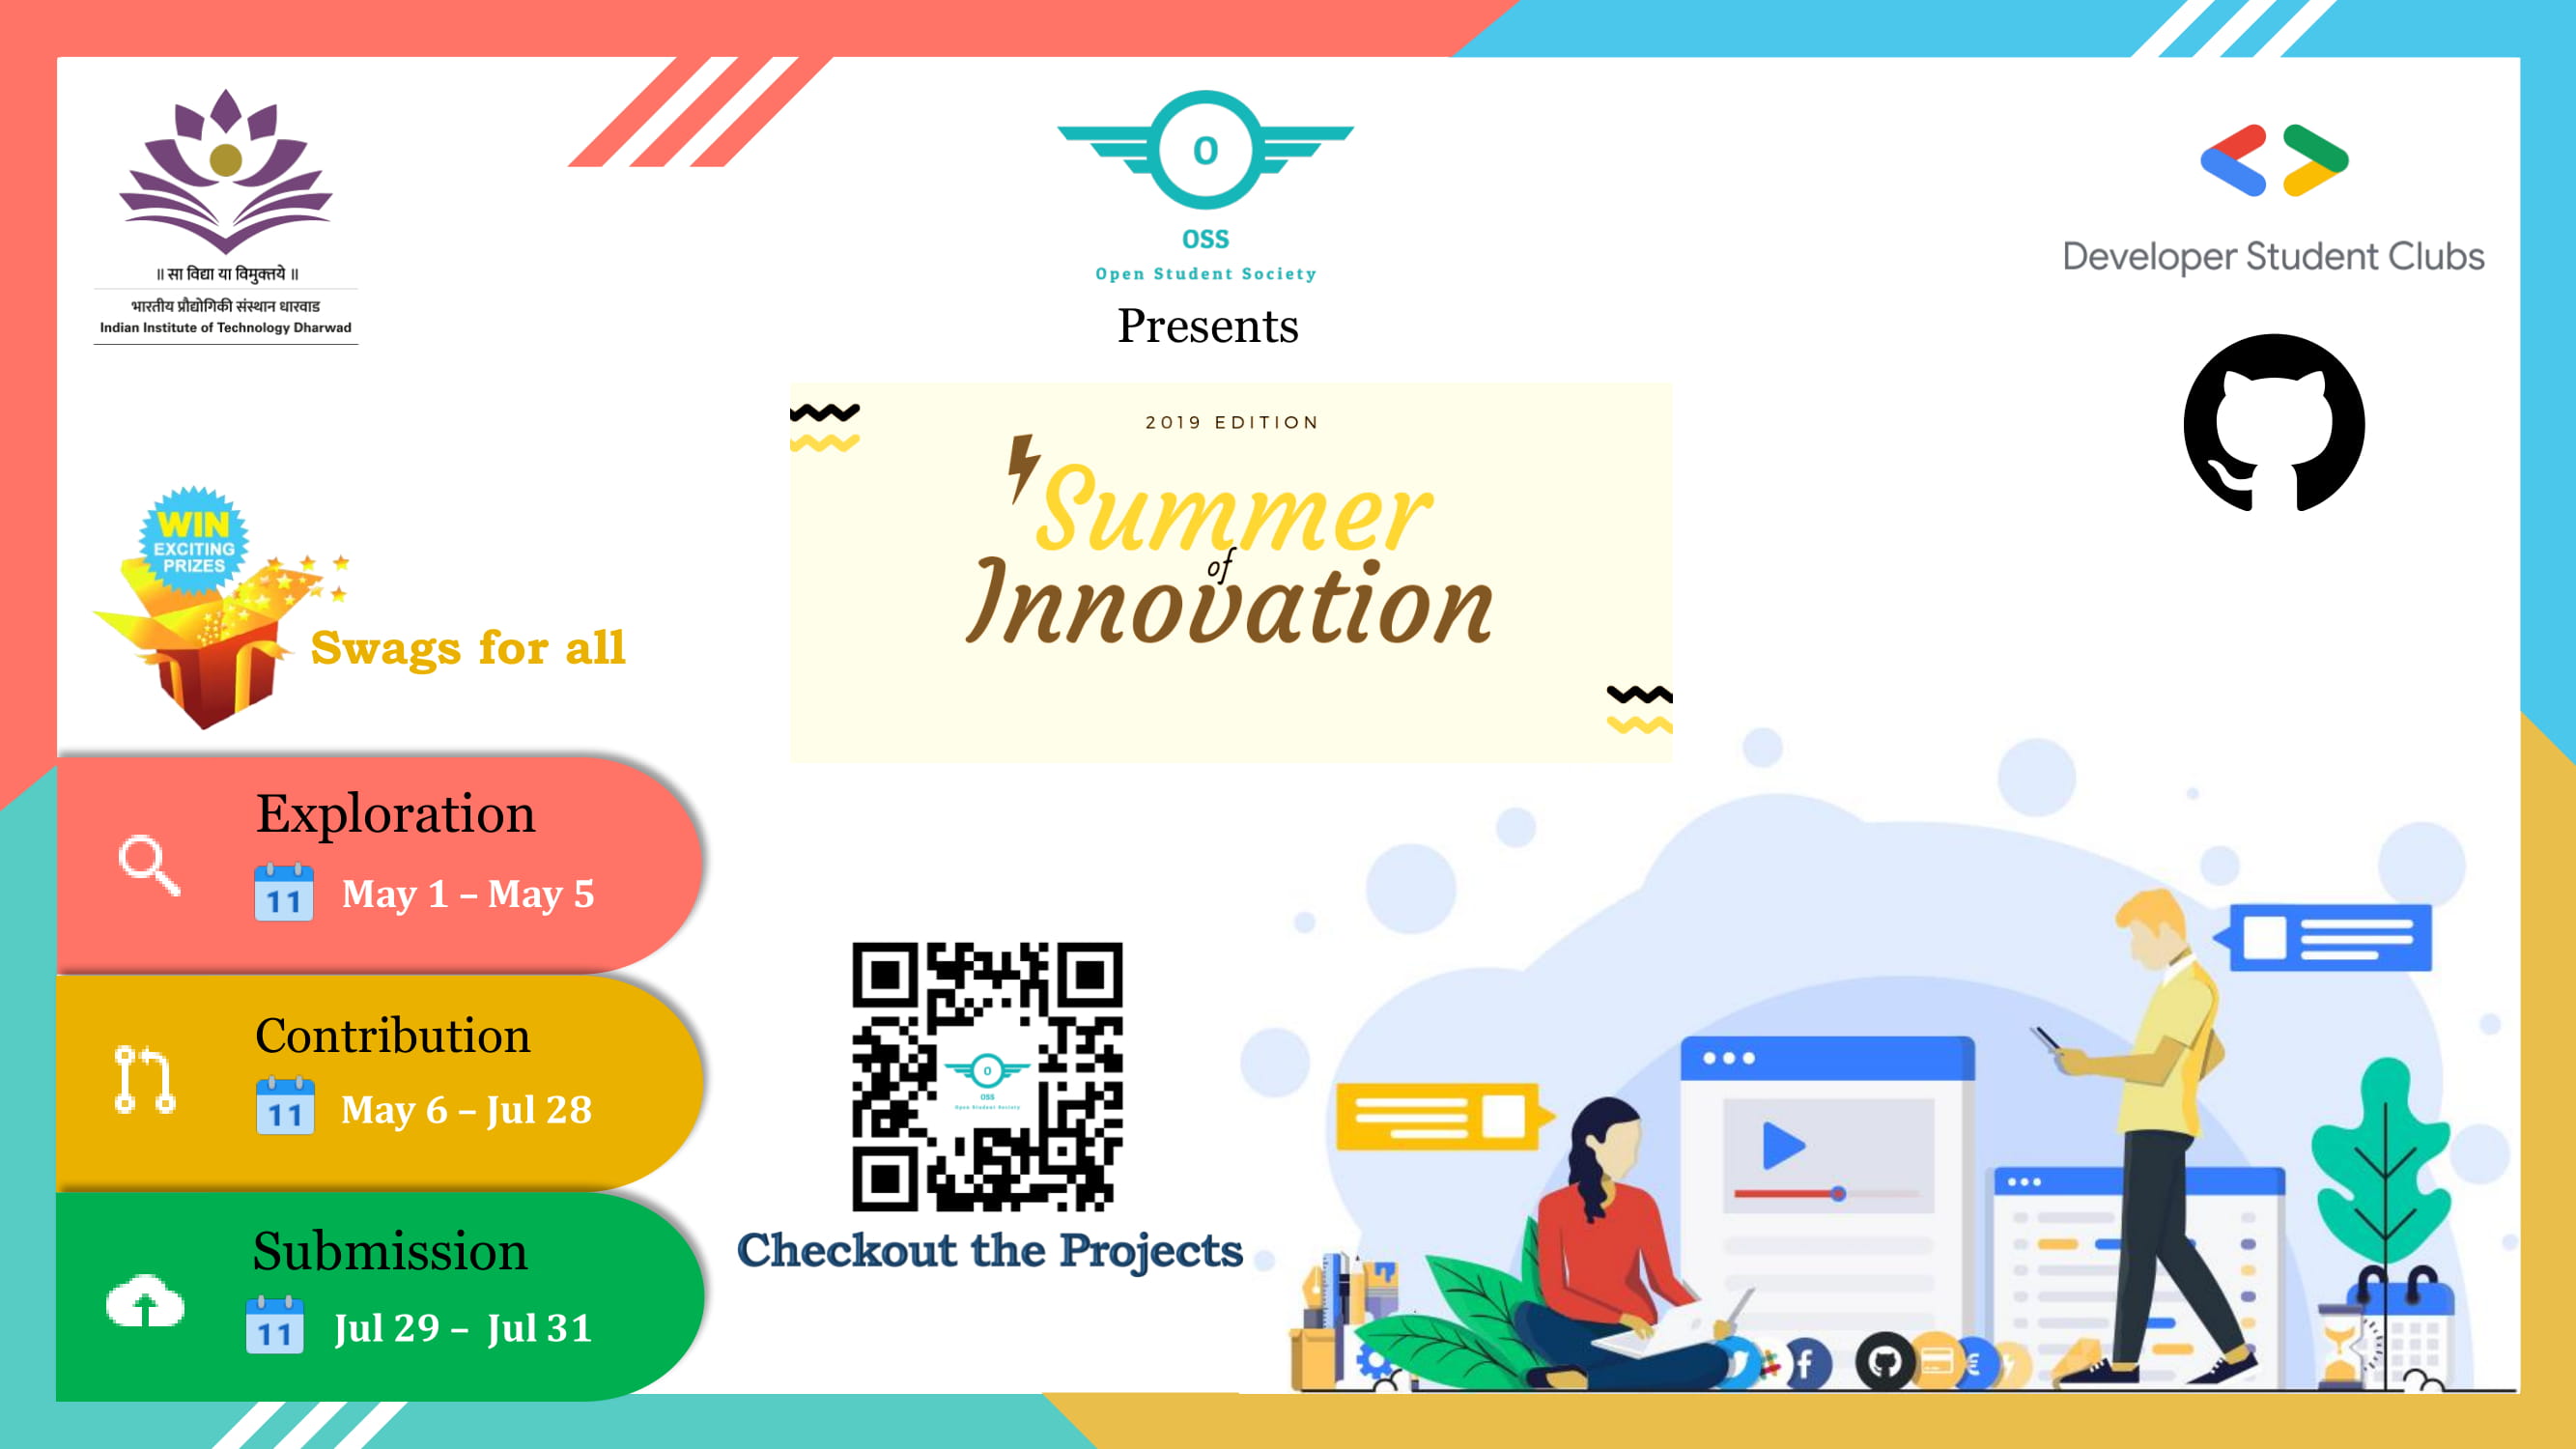 ॥ सा विद्या या विमुक्तये ॥
भारतीय प्रौद्योगिकी संस्थान धारवाड
Indian Institute of Technology Dharwad
O
OSS
Open Student Society
Presents
Developer Student Clubs
2019 EDITION
Summer
of
Innovation
WIN
EXCITING
PRIZES
Swags for all
Exploration
11 May 1 – May 5
Contribution
11 May 6 – Jul 28
Submission
11 Jul 29 – Jul 31
O
OSS
Open Student Society
Checkout the Projects